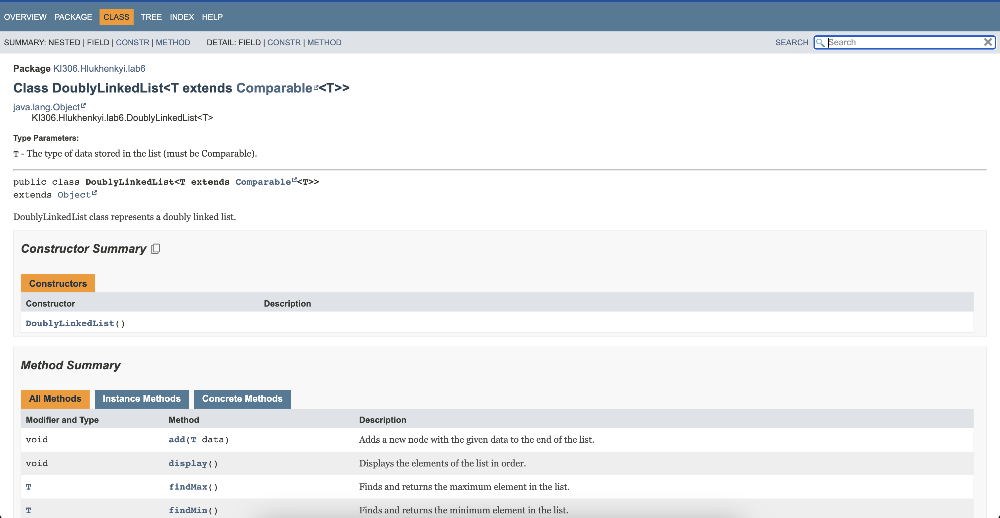 OVERVIEW PACKAGE CLASS TREE INDEX HELP
SUMMARY: NESTED | FIELD | CONSTR | METHOD DETAIL: FIELD | CONSTR | METHOD SEARCH Search
Package KI306.Hlukhenkyi.lab6
Class DoublyLinkedList<T extends Comparable<T>>
java.lang.Object
KI306.Hlukhenkyi.lab6.DoublyLinkedList<T>
Type Parameters:
T - The type of data stored in the list (must be Comparable).
public class DoublyLinkedList<T extends Comparable<T>>
extends Object
DoublyLinkedList class represents a doubly linked list.
Constructor Summary
Constructors
Constructor Description
DoublyLinkedList()
Method Summary
All Methods Instance Methods Concrete Methods
Modifier and Type Method Description
void add(T data) Adds a new node with the given data to the end of the list.
void display() Displays the elements of the list in order.
T findMax() Finds and returns the maximum element in the list.
T findMin() Finds and returns the minimum element in the list.